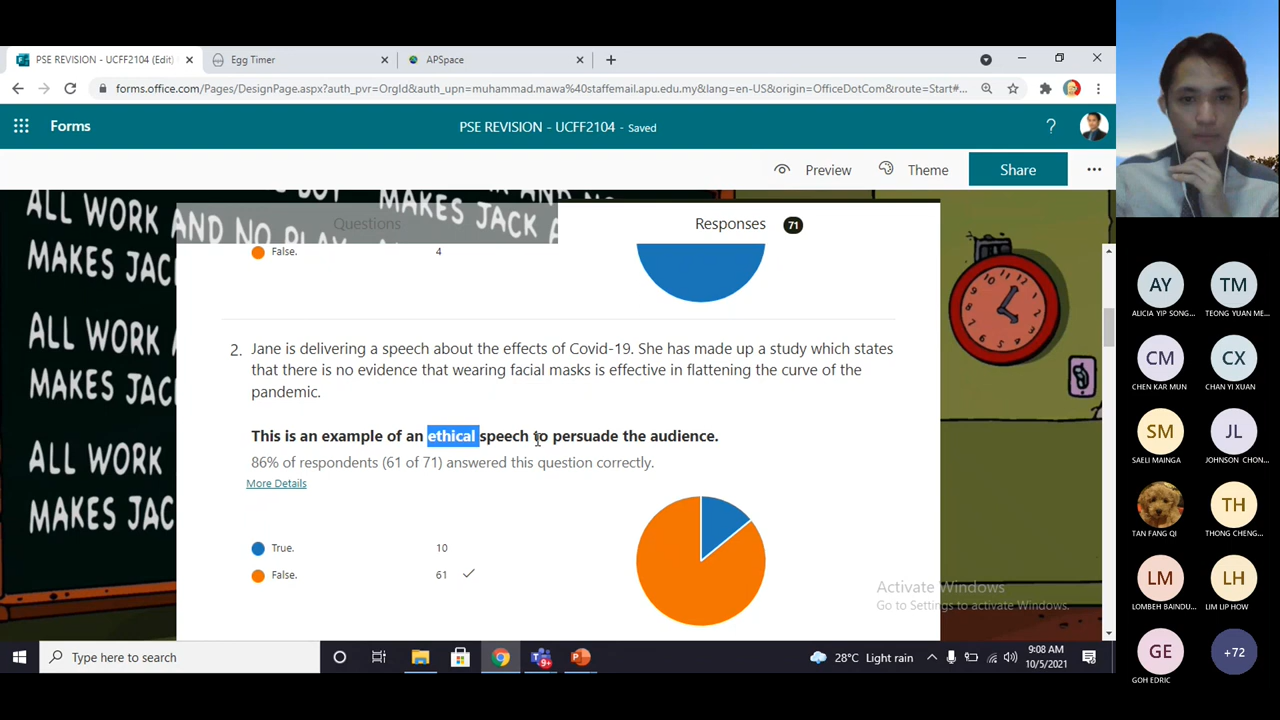 PSE REVISION - UCFF2104 (Edit)
Egg Timer
APSpace
forms.office.com/Pages/DesignPage.aspx?auth_pvr=OrgId&auth_upn=muhammad.mawa%40staffemail.apu.edu.my&lang=en-US&origin=OfficeDotCom&route=Start#...
Forms
PSE REVISION - UCFF2104 - Saved
?
Preview
Theme
Share
ALL WORK AND NO PLAY
MAKES JACK A
MAKES JAC
ALL WORK
MAKES JAC
ALL WORK
MAKES JAC
Questions
Responses 71
False. 4
2. Jane is delivering a speech about the effects of Covid-19. She has made up a study which states
that there is no evidence that wearing facial masks is effective in flattening the curve of the
pandemic.
This is an example of an ethical speech to persuade the audience.
86% of respondents (61 of 71) answered this question correctly.
More Details
True. 10
False. 61
Activate Windows
Go to Settings to activate Windows.
Type here to search
9+
28°C Light rain
9:08 AM
10/5/2021
AY
ALICIA YIP SONG...
TM
TEONG YUAN ME...
CM
CHEN KAR MUN
CX
CHAN YI XUAN
SM
SAELI MAINGA
JL
JOHNSON CHON...
TAN FANG QI
TH
THONG CHENG...
LM
LOMBEH BAINDU...
LH
LIM LIP HOW
GE
GOH EDRIC
+72